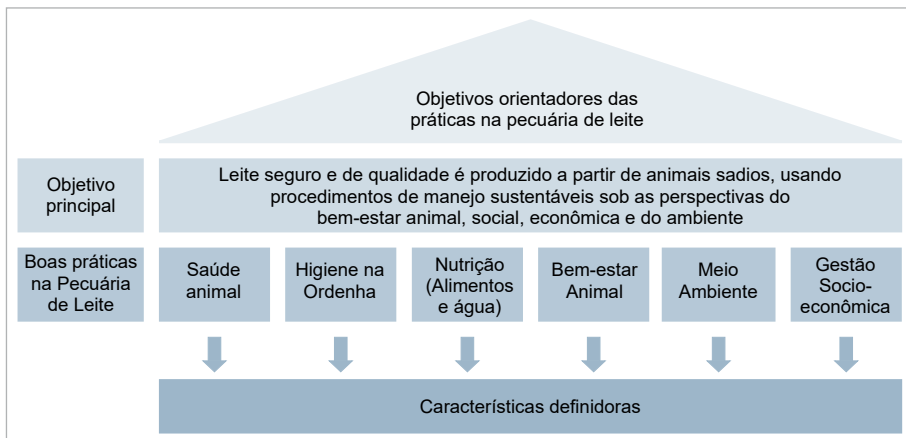 Objetivos orientadores das
práticas na pecuária de leite
Objetivo
principal
Leite seguro e de qualidade é produzido a partir de animais sadios, usando
procedimentos de manejo sustentáveis sob as perspectivas do
bem-estar animal, social, econômica e do ambiente
Boas práticas
na Pecuária
de Leite
Saúde
animal
Higiene na
Ordenha
Nutrição
(Alimentos
e água)
Bem-estar
Animal
Meio
Ambiente
Gestão
Socio-
econômica
Características definidoras